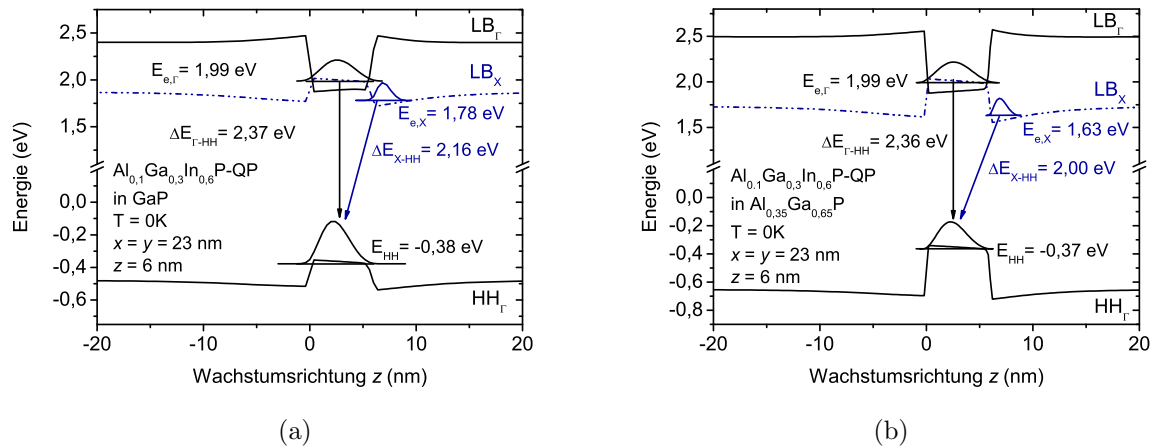 LB_Γ
E_e,Γ = 1,99 eV
LB_X
E_e,X = 1,78 eV
ΔE_Γ-HH = 2,37 eV
ΔE_X-HH = 2,16 eV
Al_0,1Ga_0,3In_0,6P-QP
in GaP
T = 0K
x = y = 23 nm
z = 6 nm
E_HH = -0,38 eV
HH_Γ
Energie (eV)
2,5
2,0
1,5
0,0
-0,2
-0,4
-0,6
-20 -10 0 10 20
Wachstumsrichtung z (nm)
(a)
LB_Γ
E_e,Γ = 1,99 eV
LB_X
E_e,X = 1,63 eV
ΔE_Γ-HH = 2,36 eV
ΔE_X-HH = 2,00 eV
Al_0.1Ga_0,3In_0,6P-QP
in Al_0,35Ga_0,65P
T = 0K
x = y = 23 nm
z = 6 nm
E_HH = -0,37 eV
HH_Γ
Energie (eV)
2,5
2,0
1,5
0,0
-0,2
-0,4
-0,6
-0,8
-20 -10 0 10 20
Wachstumsrichtung z (nm)
(b)